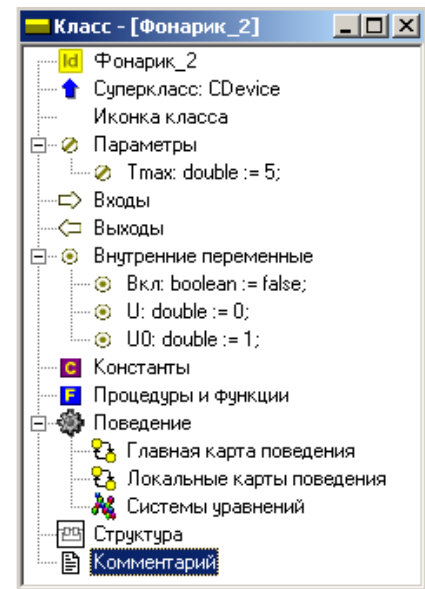 Класс - [Фонарик_2]
Id Фонарик_2
Суперкласс: CDevice
Иконка класса
Параметры
Tmax: double := 5;
Входы
Выходы
Внутренние переменные
Вкл: boolean := false;
U: double := 0;
U0: double := 1;
C Константы
F Процедуры и функции
Поведение
Главная карта поведения
Локальные карты поведения
Системы уравнений
Структура
Комментарий